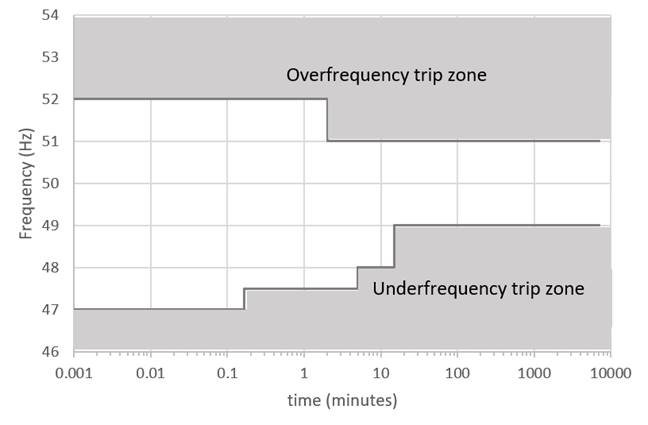 54
53
52
51
50
49
48
47
46
Frequency (Hz)
Overfrequency trip zone
Underfrequency trip zone
0.001 0.01 0.1 1 10 100 1000 10000
time (minutes)